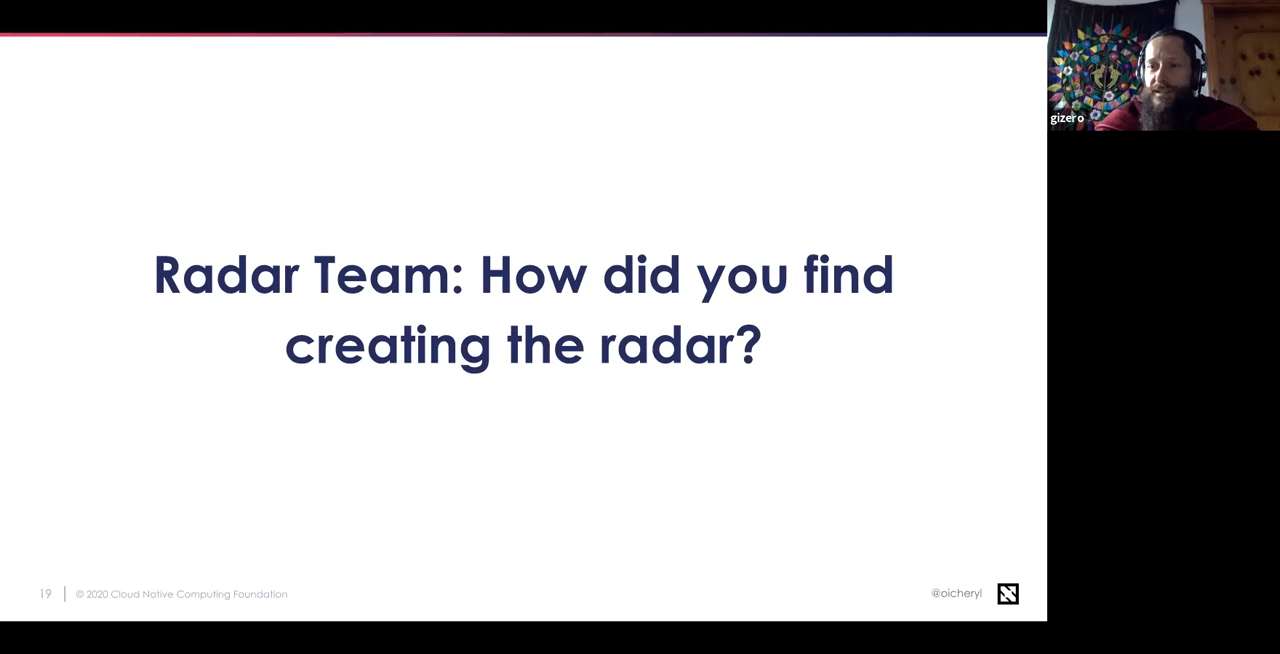 gizero
Radar Team: How did you find
creating the radar?
19
© 2020 Cloud Native Computing Foundation
@oicheryl